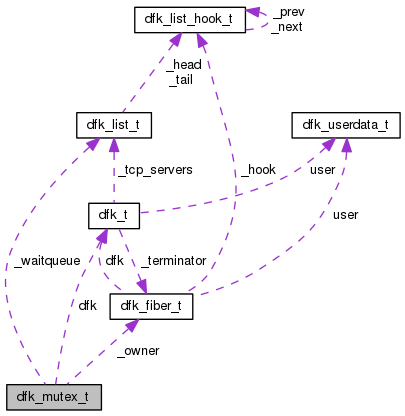 dfk_list_hook_t
_prev
_next
_head
_tail
dfk_list_t
dfk_userdata_t
_tcp_servers
_hook
user
dfk_t
user
_waitqueue
dfk
_terminator
dfk
dfk_fiber_t
_owner
dfk_mutex_t